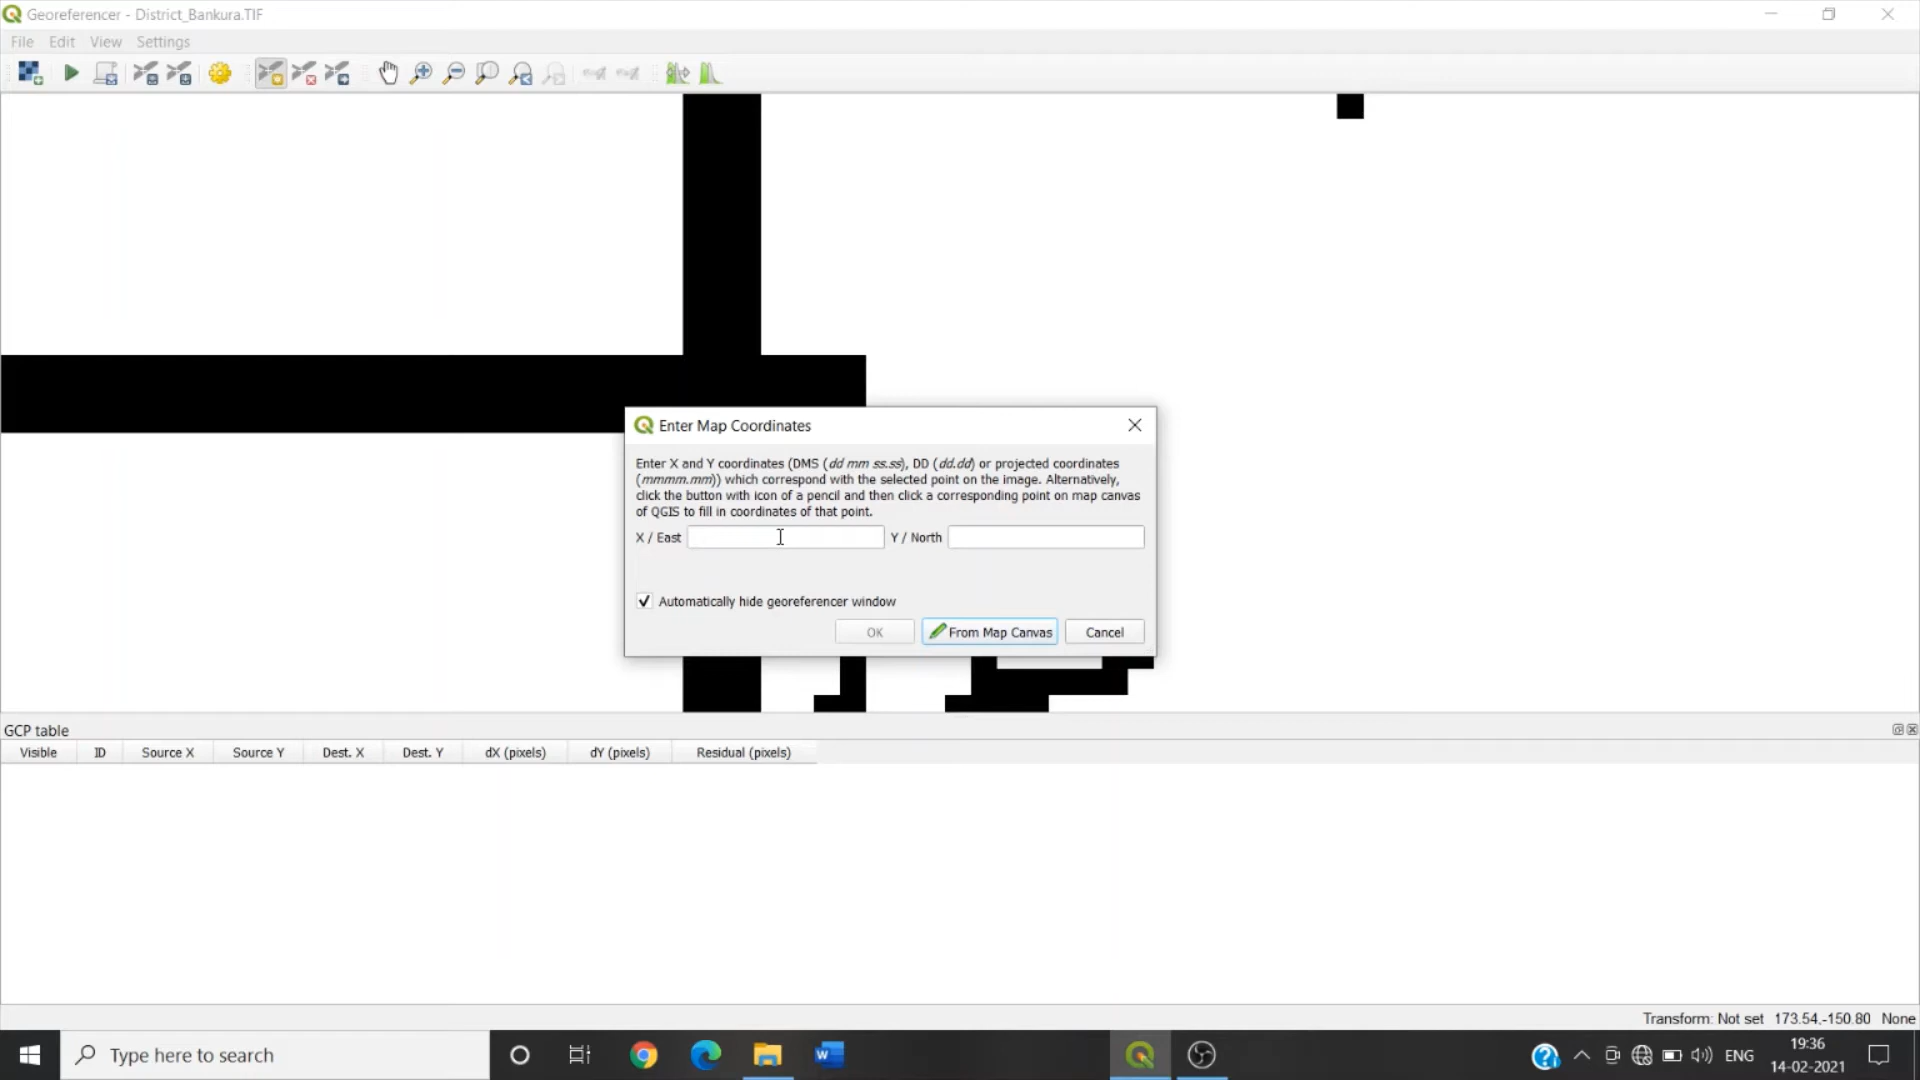 Georeferencer - District_Bankura.TIF
File Edit View Settings
Enter Map Coordinates
Enter X and Y coordinates (DMS (dd mm ss.ss), DD (dd.dd) or projected coordinates
(mmmm.mm)) which correspond with the selected point on the image. Alternatively,
click the button with icon of a pencil and then click a corresponding point on map canvas
of QGIS to fill in coordinates of that point.
X / East Y / North
Automatically hide georeferencer window
OK From Map Canvas Cancel
GCP table
Visible ID Source X Source Y Dest. X Dest. Y dX (pixels) dY (pixels) Residual (pixels)
Transform: Not set 173.54,-150.80 None
Type here to search
ENG
19:36
14-02-2021